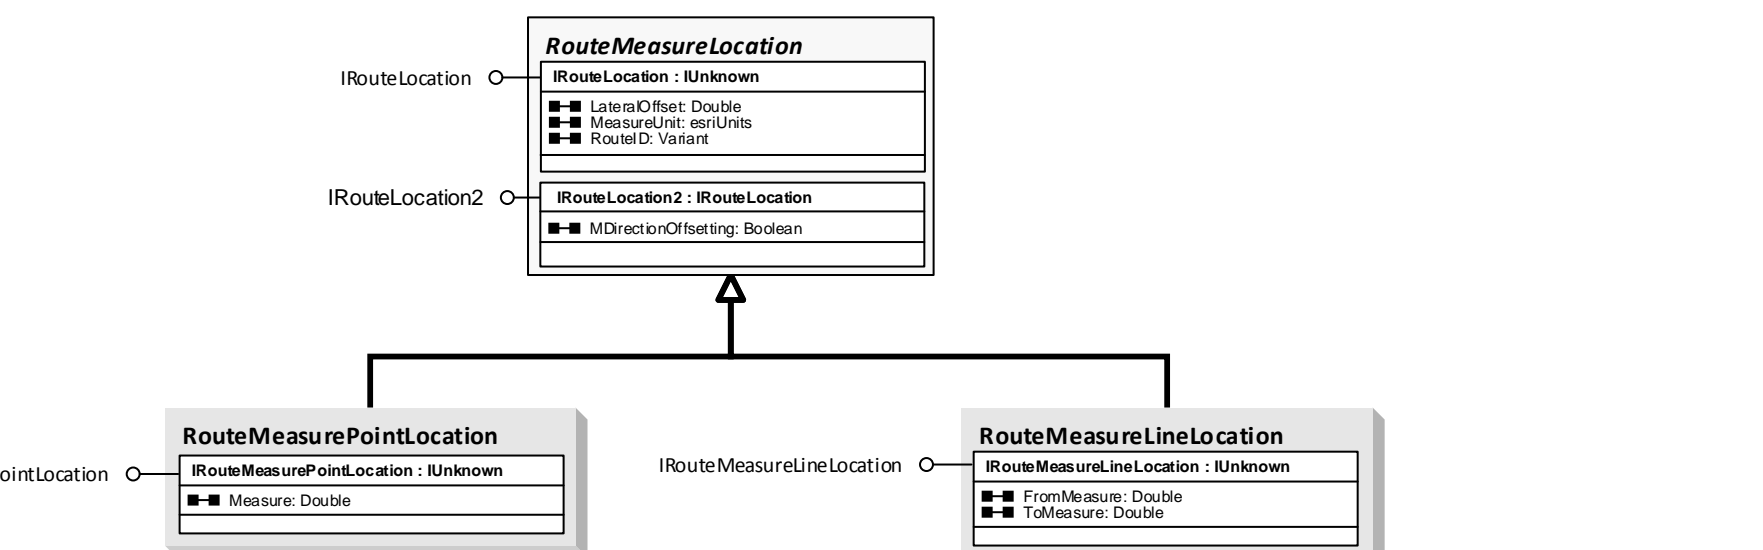 RouteMeasureLocation
IRouteLocation
IRouteLocation : IUnknown
LateralOffset: Double
MeasureUnit: esriUnits
RouteID: Variant
IRouteLocation2
IRouteLocation2 : IRouteLocation
MDirectionOffsetting: Boolean
RouteMeasurePointLocation
ointLocation
IRouteMeasurePointLocation : IUnknown
Measure: Double
RouteMeasureLineLocation
IRouteMeasureLineLocation
IRouteMeasureLineLocation : IUnknown
FromMeasure: Double
ToMeasure: Double